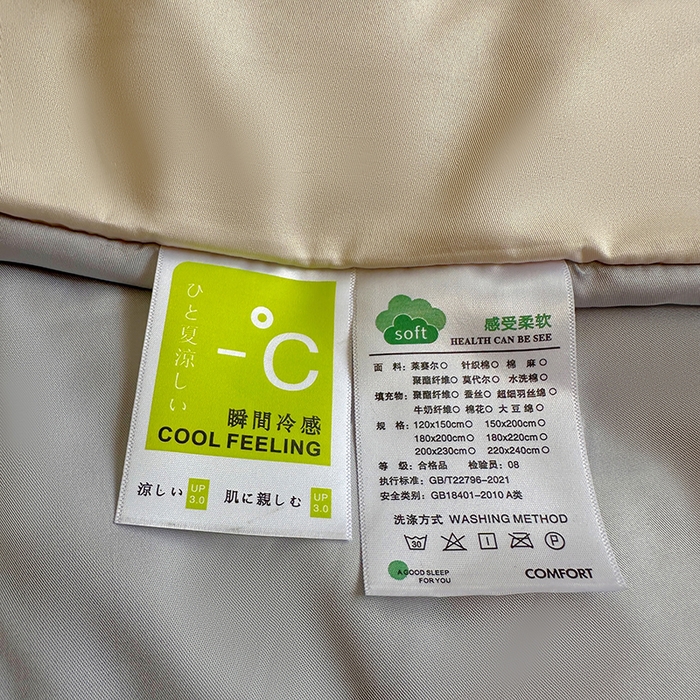 ひと夏涼しい
-℃
瞬間冷感
COOL FEELING
涼しい UP 3.0 肌に親しむ UP 3.0
soft
感受柔软
HEALTH CAN BE SEE
面 料: 莱赛尔○ 针织棉○ 棉 麻○
聚酯纤维○ 莫代尔○ 水洗棉○
填充物: 聚酯纤维○ 蚕丝○ 超细羽丝绵○
牛奶纤维○ 棉花○ 大豆绵○
规 格: 120x150cm○ 150x200cm○
180x200cm○ 180x220cm○
200x230cm○ 220x240cm○
等 级: 合格品 检验员: 08
执行标准: GB/T22796-2021
安全类别: GB18401-2010 A类
洗涤方式 WASHING METHOD
30 P
A GOOD SLEEP
FOR YOU
COMFORT